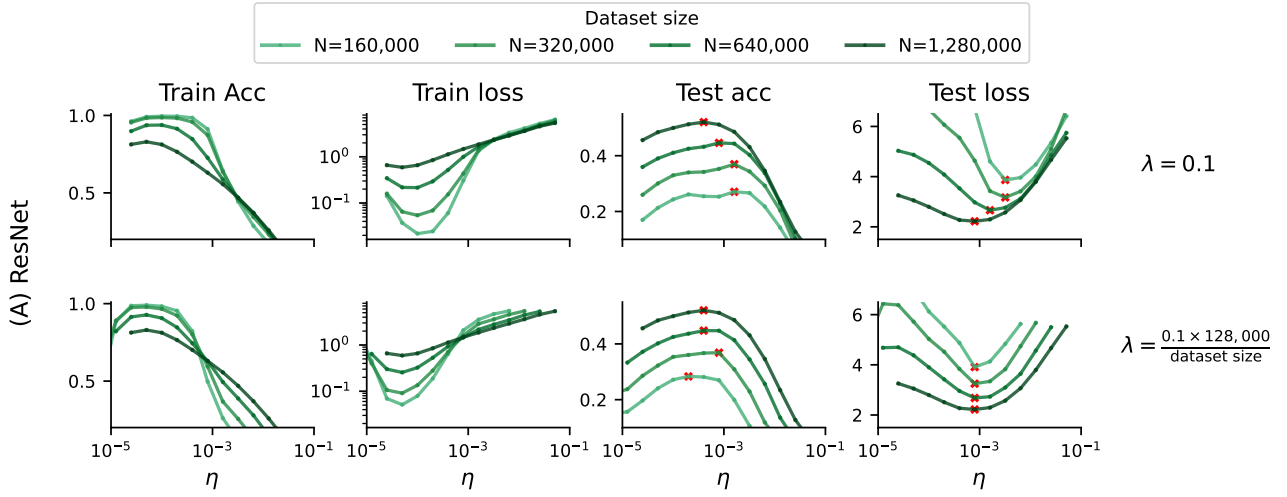 Dataset size
N=160,000 N=320,000 N=640,000 N=1,280,000
Train Acc Train loss Test acc Test loss
(A) ResNet
1.0
0.5
10⁰
10⁻¹
0.4
0.2
6
4
2
λ = 0.1
1.0
0.5
10⁻⁵ 10⁻³ 10⁻¹
η
10⁰
10⁻¹
10⁻⁵ 10⁻³ 10⁻¹
η
0.4
0.2
10⁻⁵ 10⁻³ 10⁻¹
η
6
4
2
10⁻⁵ 10⁻³ 10⁻¹
η
λ = 0.1 × 128, 000 / dataset size